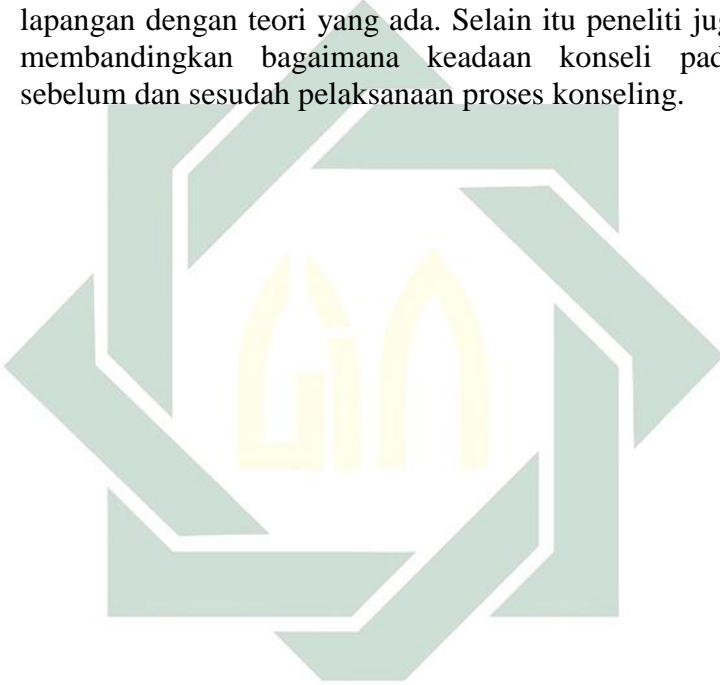 lapangan dengan teori yang ada. Selain itu peneliti jug
membandingkan bagaimana keadaan konseli pad
sebelum dan sesudah pelaksanaan proses konseling.